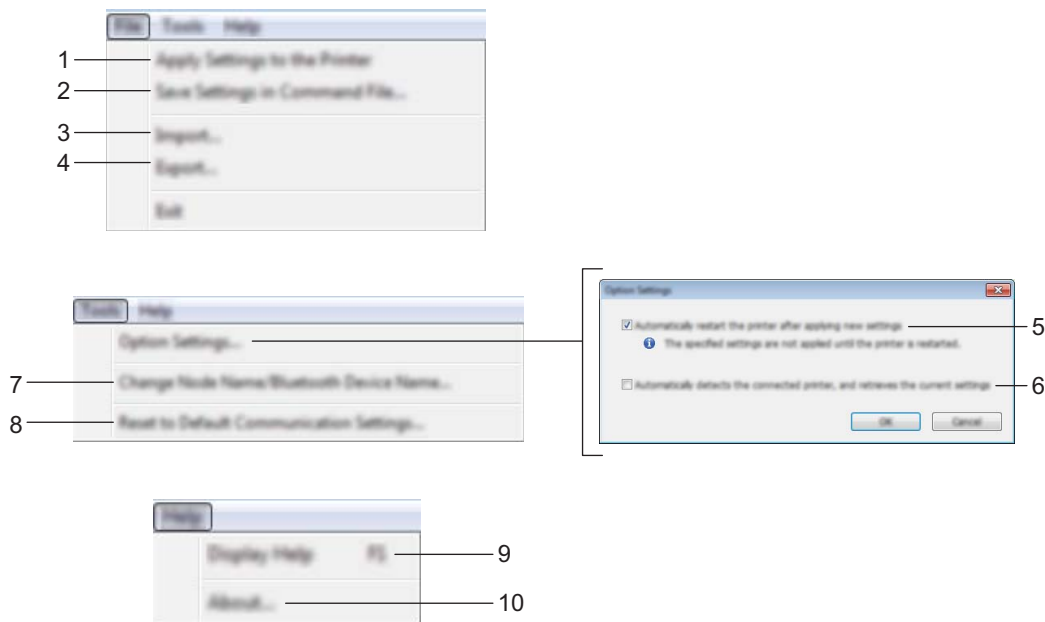 File Tools Help
1 Apply Settings to the Printer
2 Save Settings in Command File...
3 Import...
4 Export...
Exit
Tools Help
Option Settings...
7 Change Node Name/Bluetooth Device Name...
8 Reset to Default Communication Settings...
Option Settings
Automatically restart the printer after applying new settings 5
The specified settings are not applied until the printer is restarted.
Automatically detects the connected printer, and retrieves the current settings 6
OK Cancel
Help
Display Help F1 9
About... 10